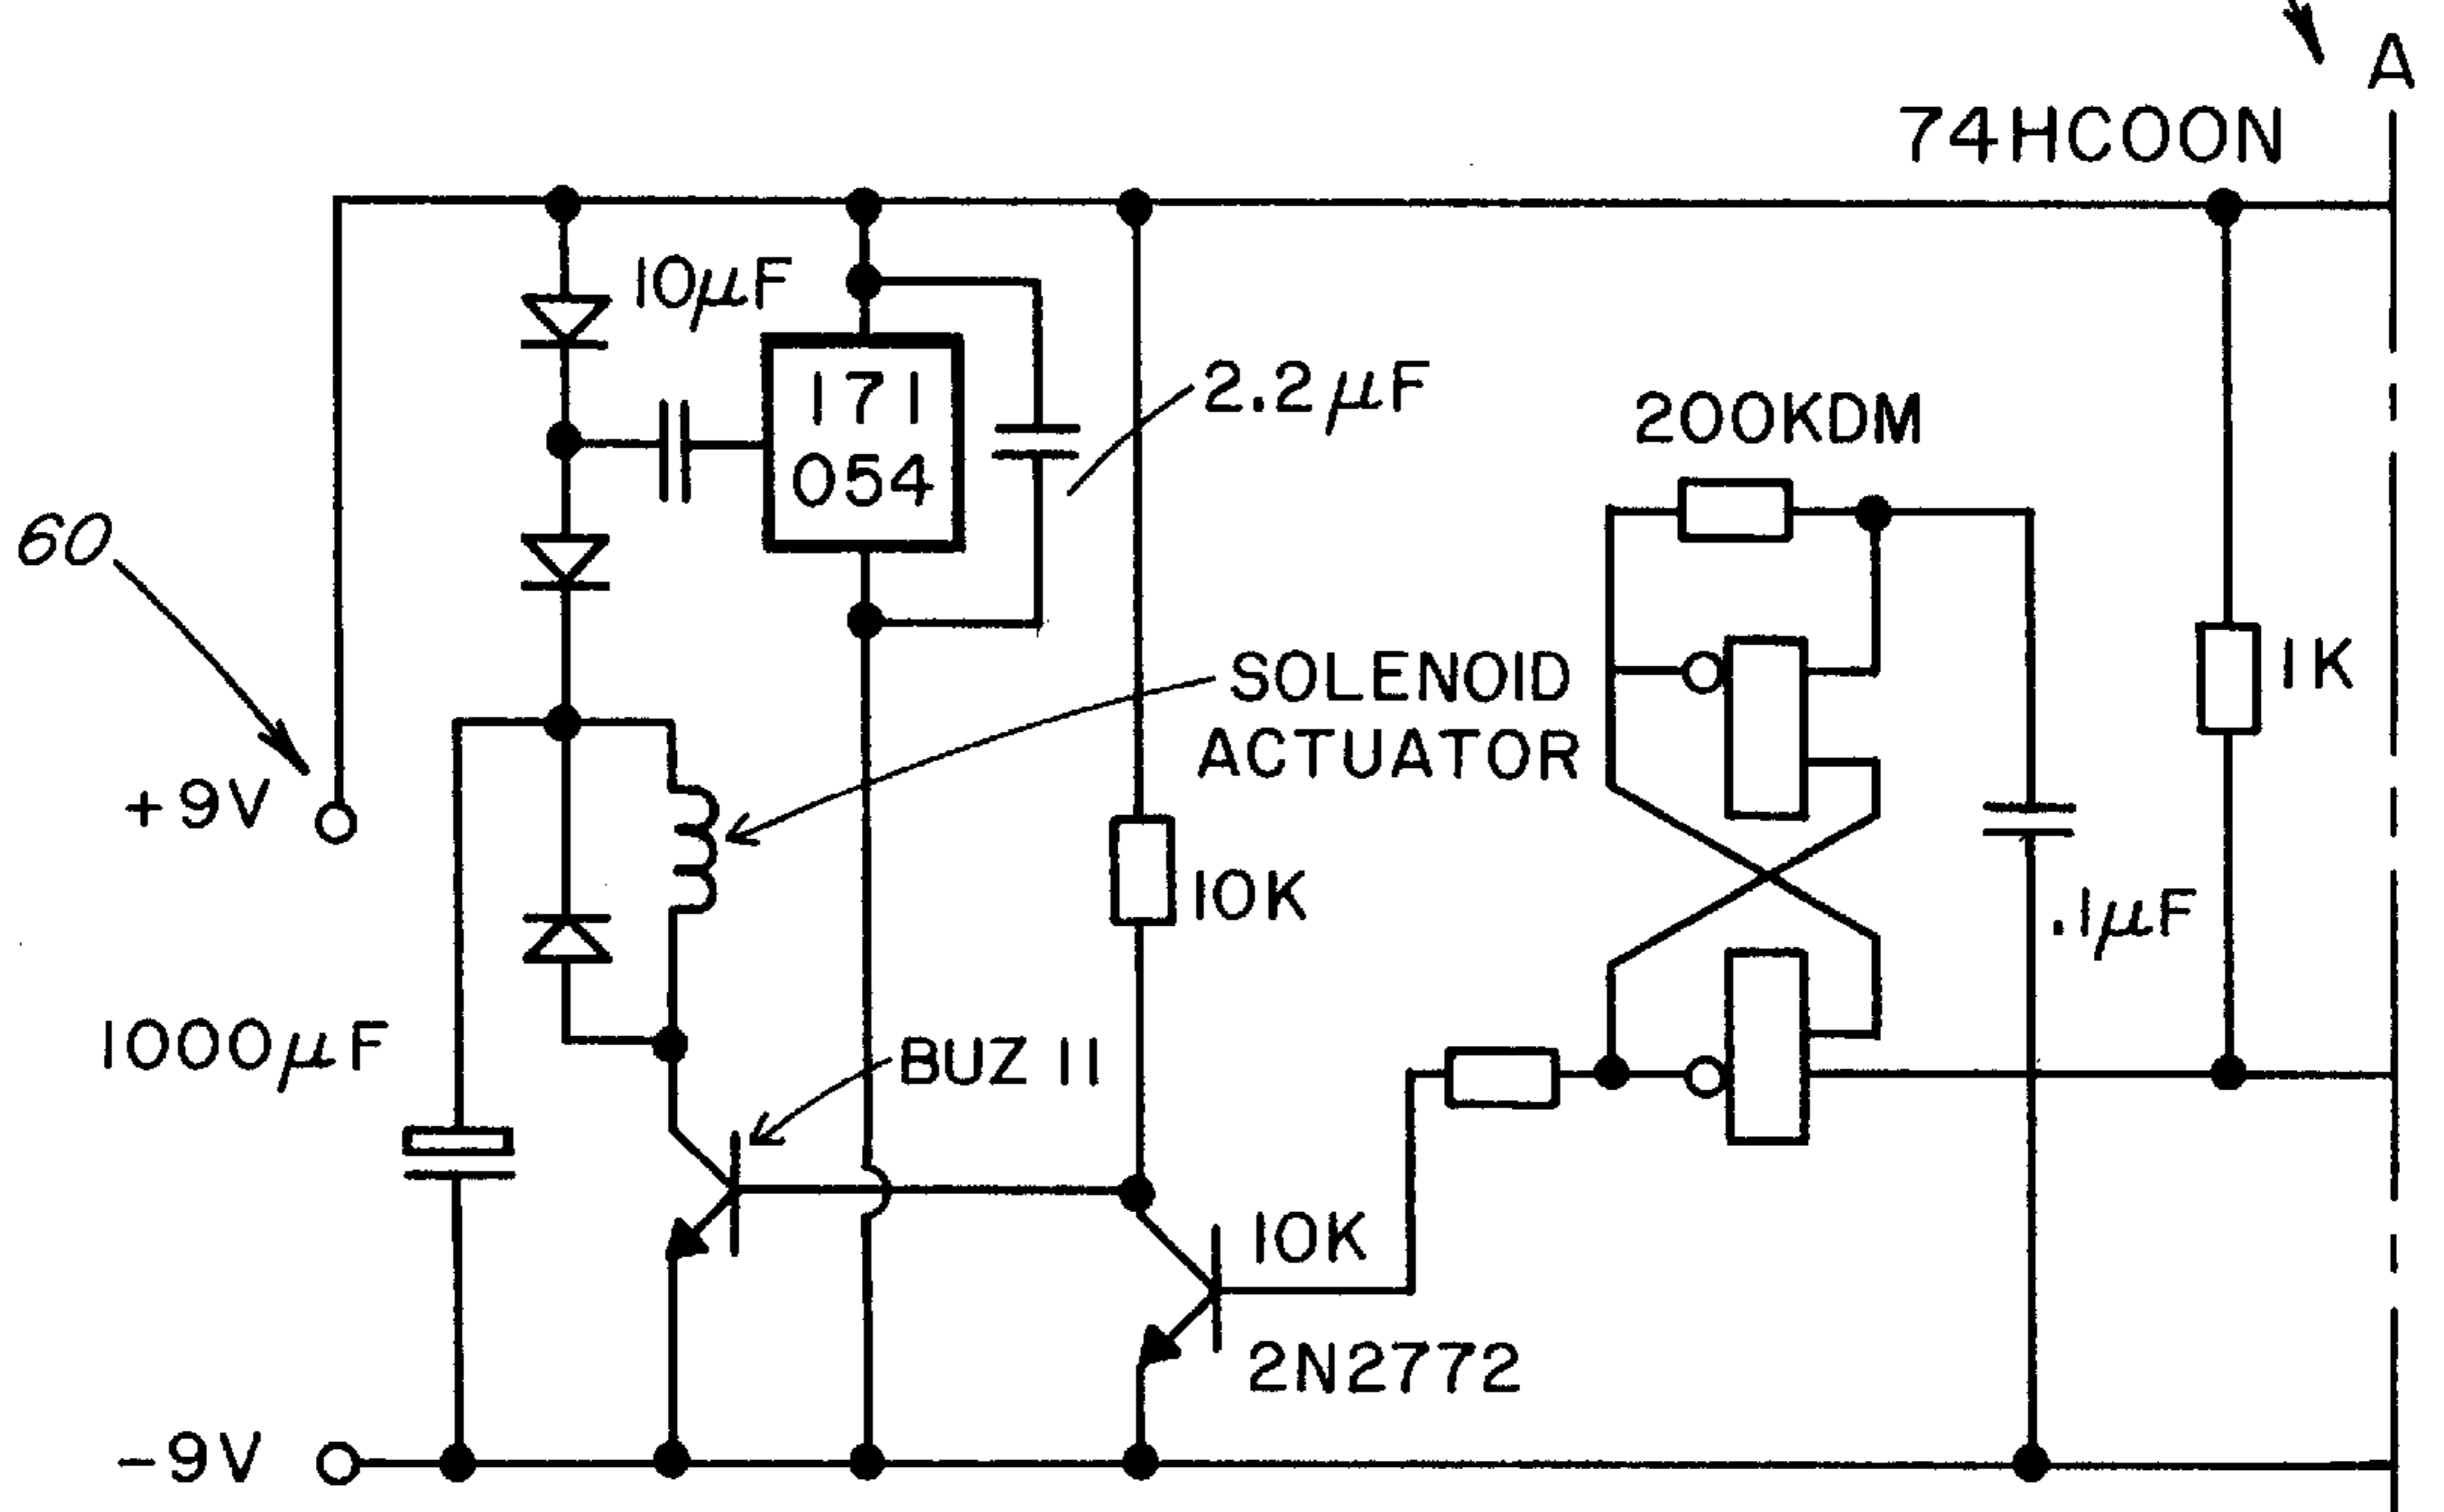 A
74HCOON
10μF
171
054
2.2μF
200KDM
60
SOLENOID
ACTUATOR
1K
+9V
10K
.1μF
1000μF
BUZ 11
10K
2N2772
-9V